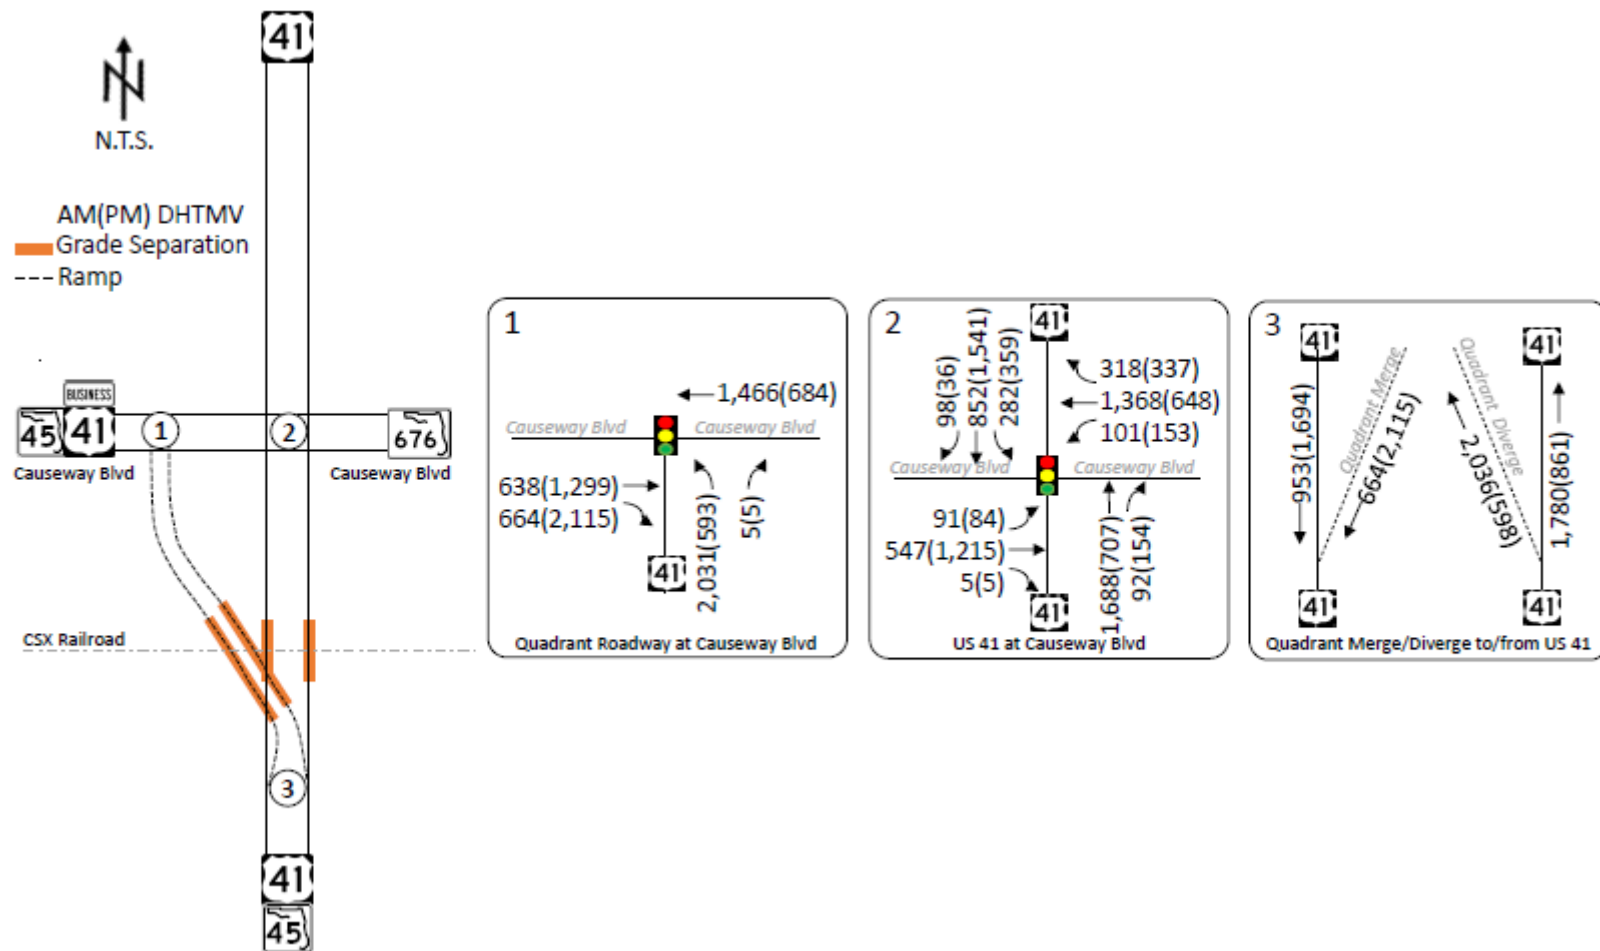 41
N
N.T.S.
AM(PM) DHTMV
Grade Separation
Ramp
BUSINESS
45
41
1
2
676
Causeway Blvd
Causeway Blvd
CSX Railroad
3
41
45
1
1,466(684)
Causeway Blvd
Causeway Blvd
638(1,299)
664(2,115)
2,031(593)
5(5)
41
Quadrant Roadway at Causeway Blvd
2
41
98(36)
852(1,541)
282(359)
318(337)
1,368(648)
101(153)
Causeway Blvd
Causeway Blvd
91(84)
547(1,215)
5(5)
1,688(707)
92(154)
41
US 41 at Causeway Blvd
3
41
41
953(1,694)
Quadrant Merge
664(2,115)
Quadrant Diverge
2,036(598)
1,780(861)
41
41
Quadrant Merge/Diverge to/from US 41